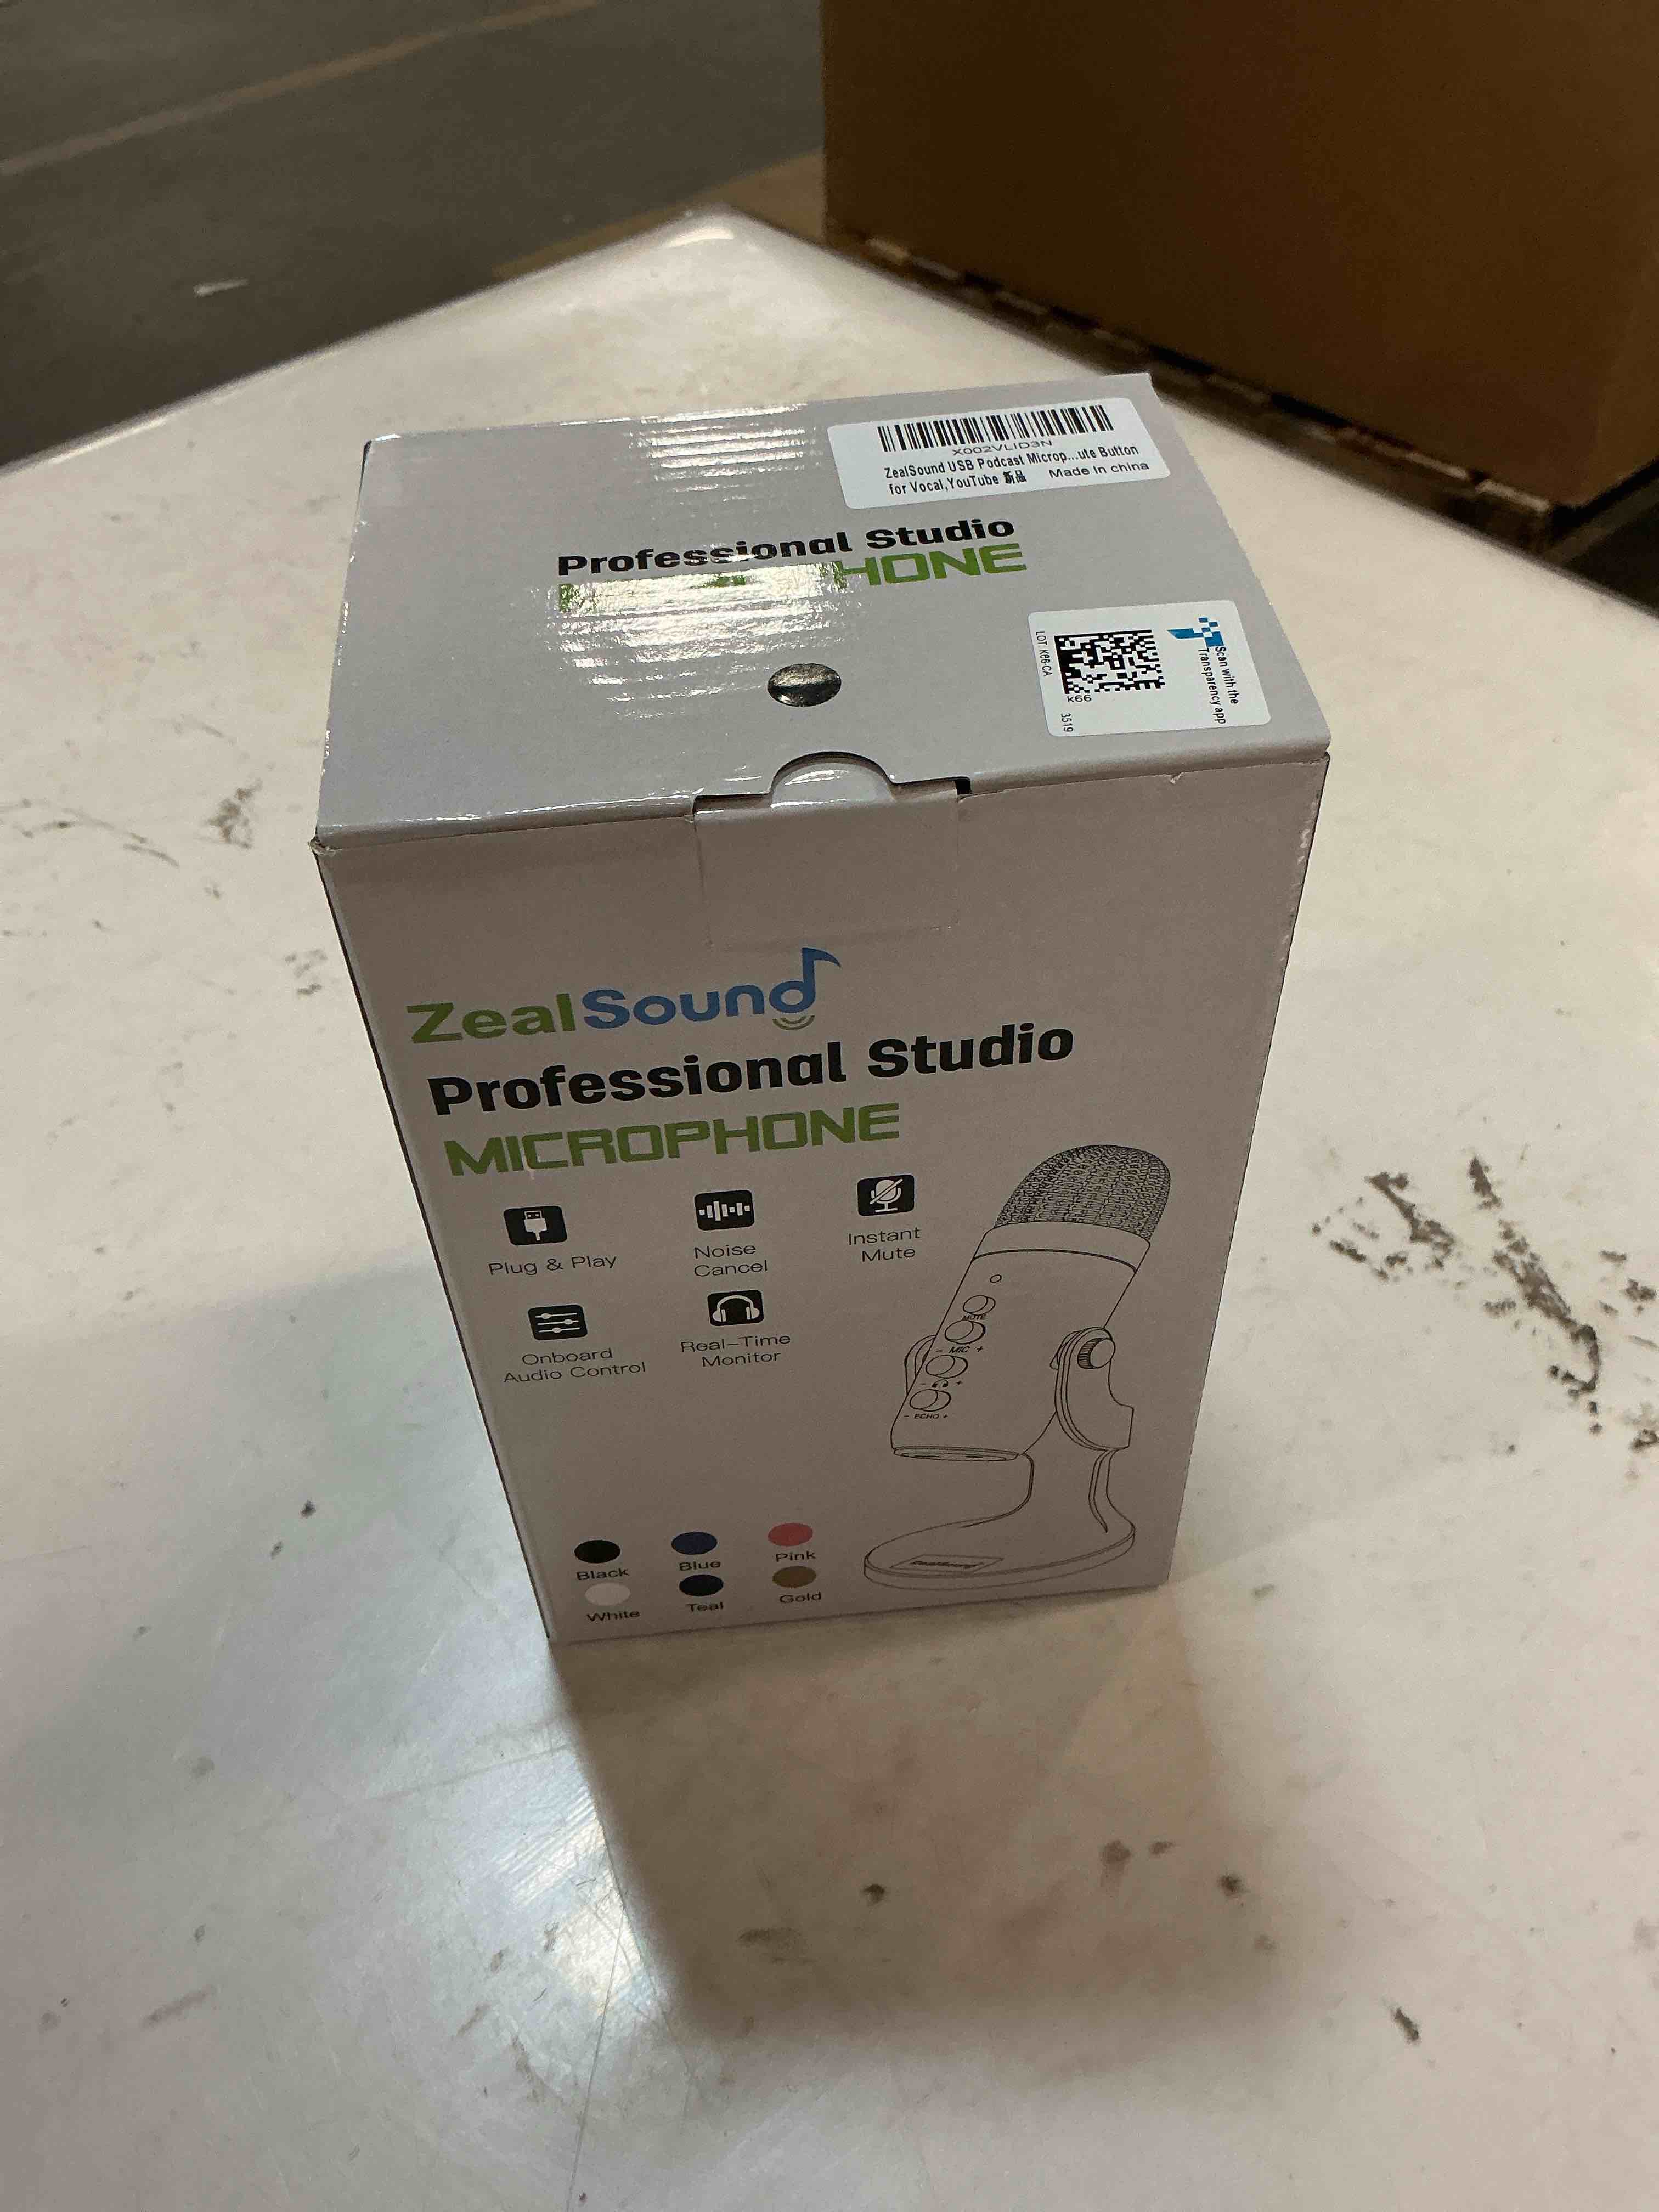 X002VLID3N
ZealSound USB Podcast Microp...ute Button
for Vocal,YouTube 新品 Made in china
Professional Studio
HONE
Scan with the
Transparency app
LOT: K66-CA
k66
3519
ZealSound
Professional Studio
MICROPHONE
Plug & Play
Noise
Cancel
Instant
Mute
Onboard
Audio Control
Real-Time
Monitor
MUTE
- MIC +
- +
- ECHO +
Black
Blue
Pink
White
Teal
Gold
ZealSound